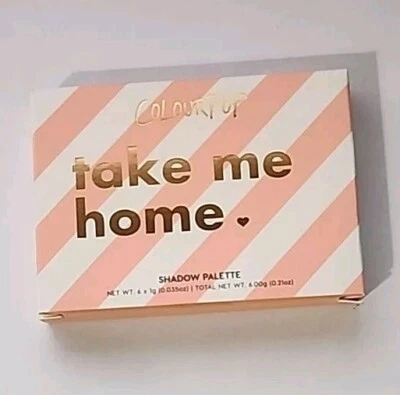 COLOURPOP
take me
home.
SHADOW PALETTE
NET WT. 6 x 1g (0.035oz) | TOTAL NET WT. 6.00g (0.21oz)